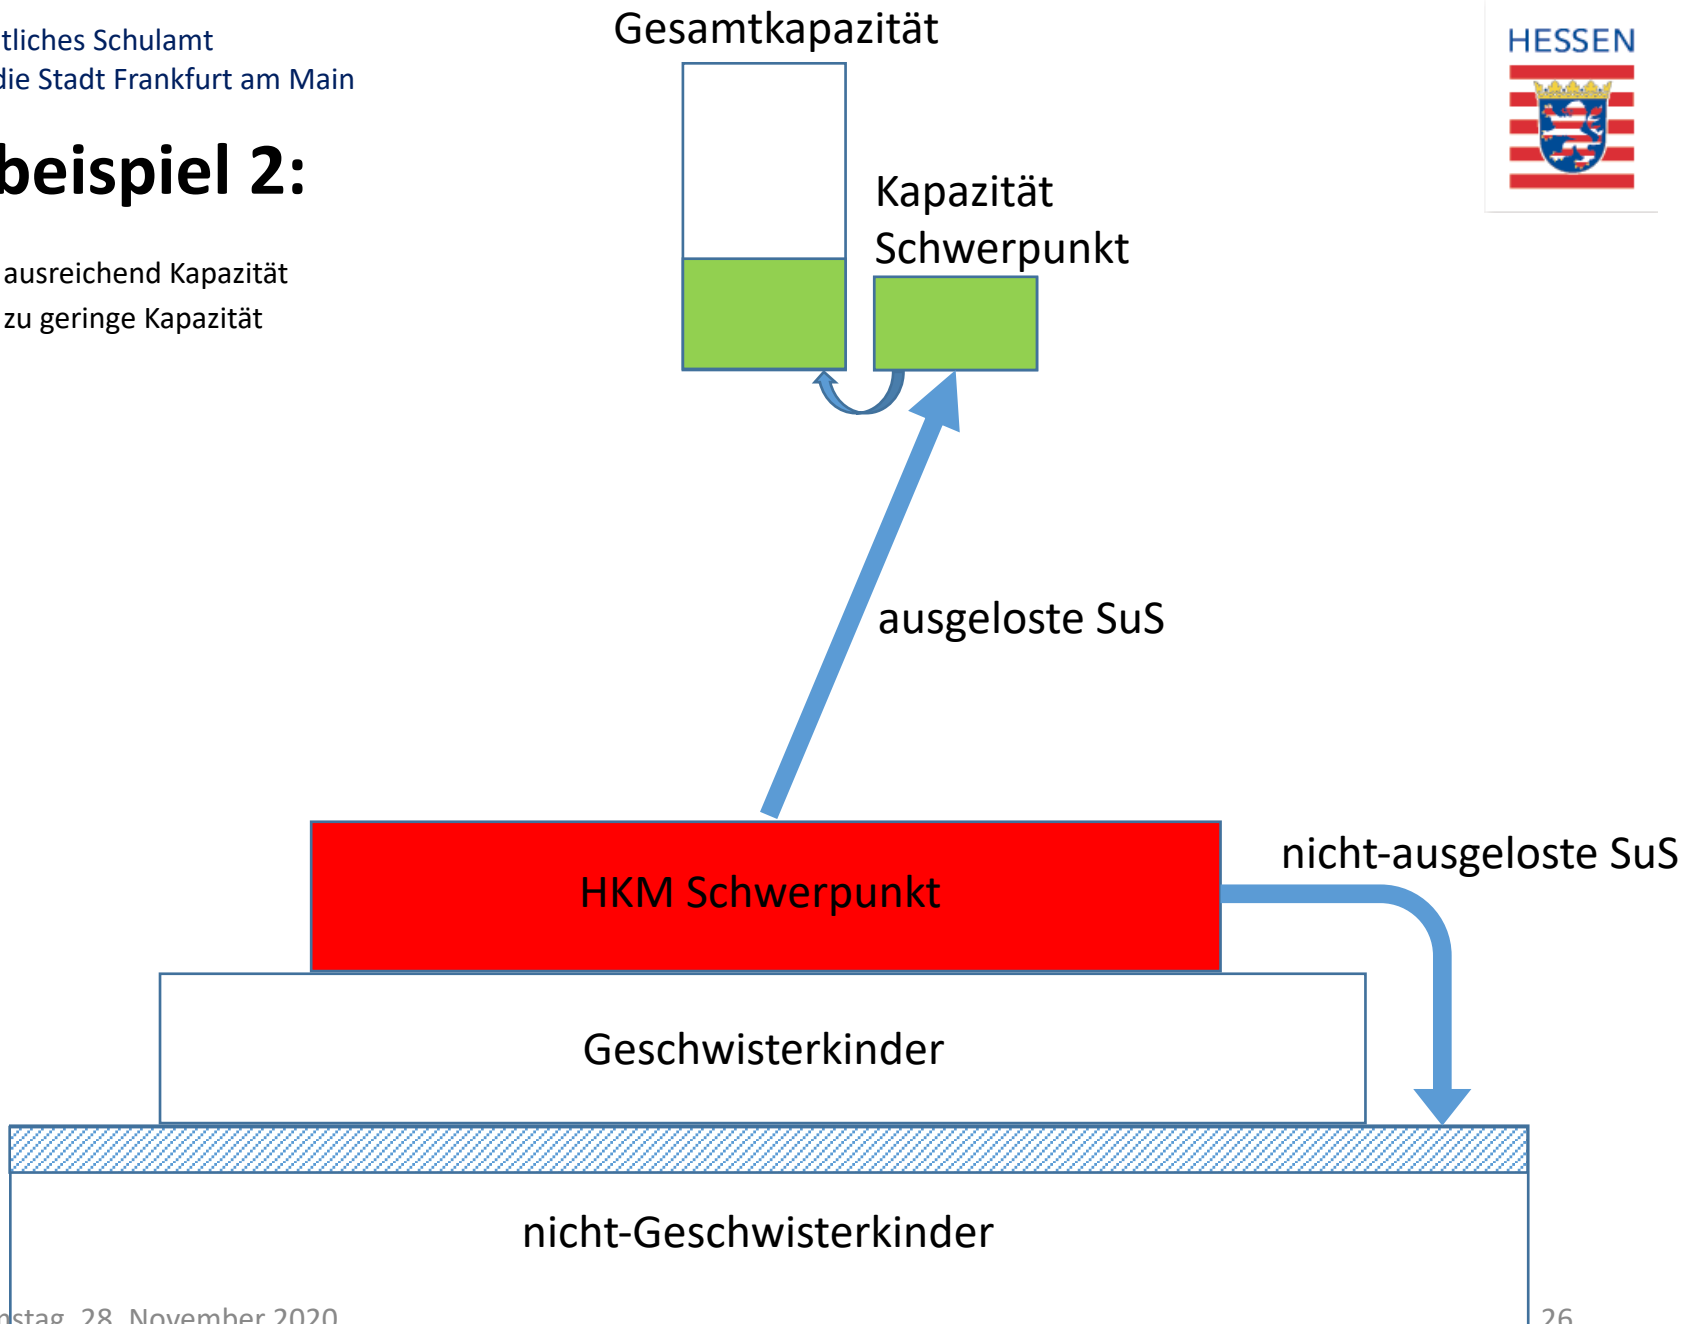 tliches Schulamt
die Stadt Frankfurt am Main
beispiel 2:
ausreichend Kapazität
zu geringe Kapazität
Gesamtkapazität
HESSEN
Kapazität
Schwerpunkt
ausgeloste SuS
HKM Schwerpunkt
nicht-ausgeloste SuS
Geschwisterkinder
nicht-Geschwisterkinder
nstag, 28. November 2020
26